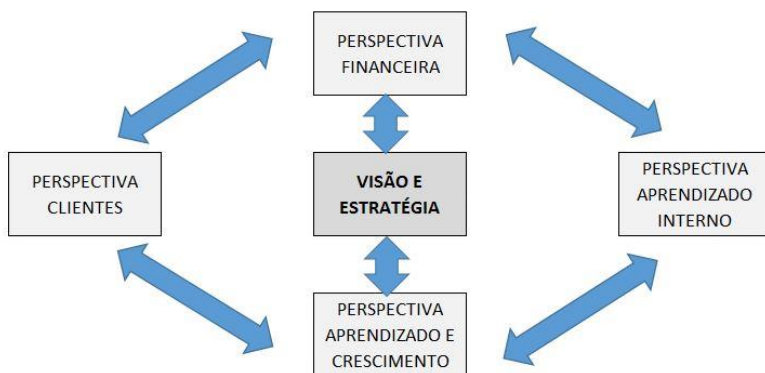 PERSPECTIVA
FINANCEIRA
PERSPECTIVA
CLIENTES
VISÃO E
ESTRATÉGIA
PERSPECTIVA
APRENDIZADO
INTERNO
PERSPECTIVA
APRENDIZADO E
CRESCIMENTO